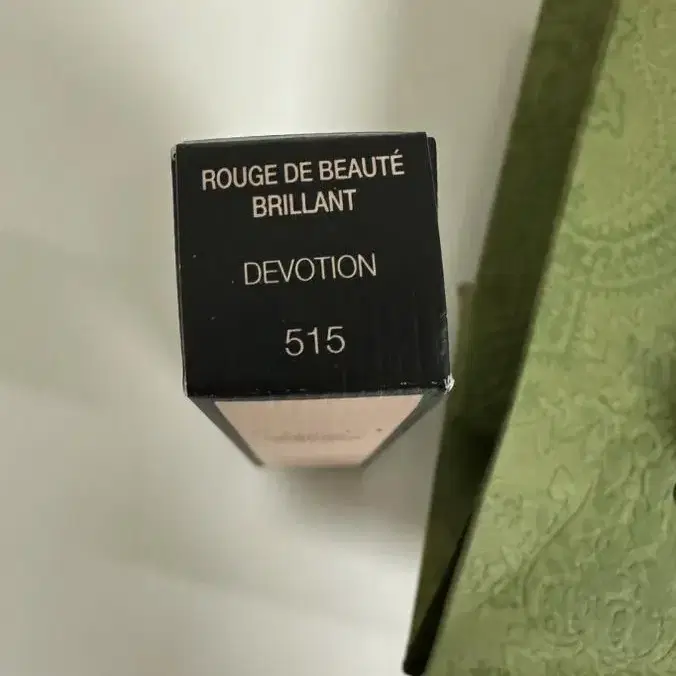 ROUGE DE BEAUTÉ
BRILLANT
DEVOTION
515